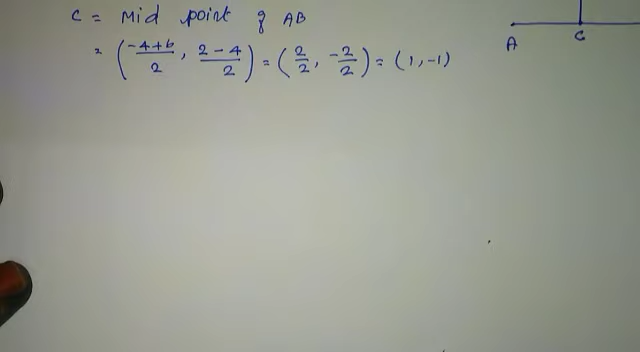 C = Mid point of AB
= (-4+6/2, 2-4/2) = (2/2, -2/2) = (1, -1)
A C